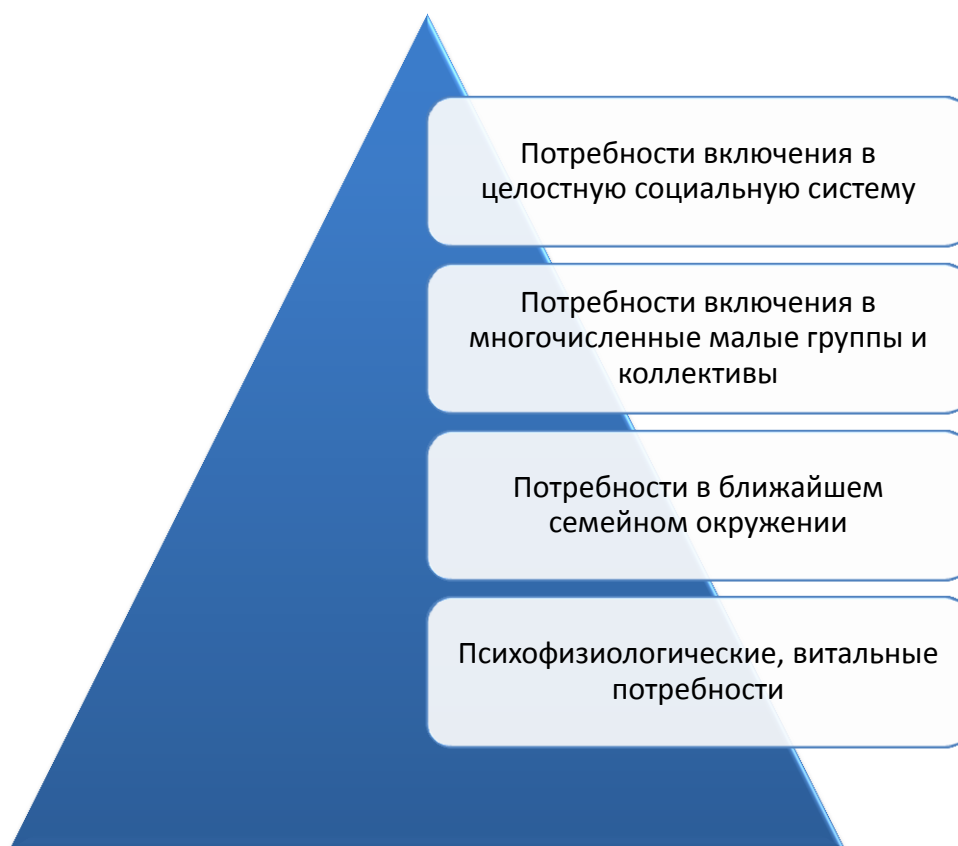 Потребности включения в
целостную социальную систему
Потребности включения в
многочисленные малые группы и
коллективы
Потребности в ближайшем
семейном окружении
Психофизиологические, витальные
потребности